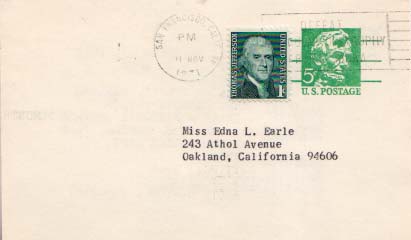 SAN FRANCISCO, CALIF.
PM
11 NOV
1971
DEFEAT
THOMAS JEFFERSON
UNITED STATES
1c
5c
U.S. POSTAGE
Miss Edna L. Earle
243 Athol Avenue
Oakland, California 94606